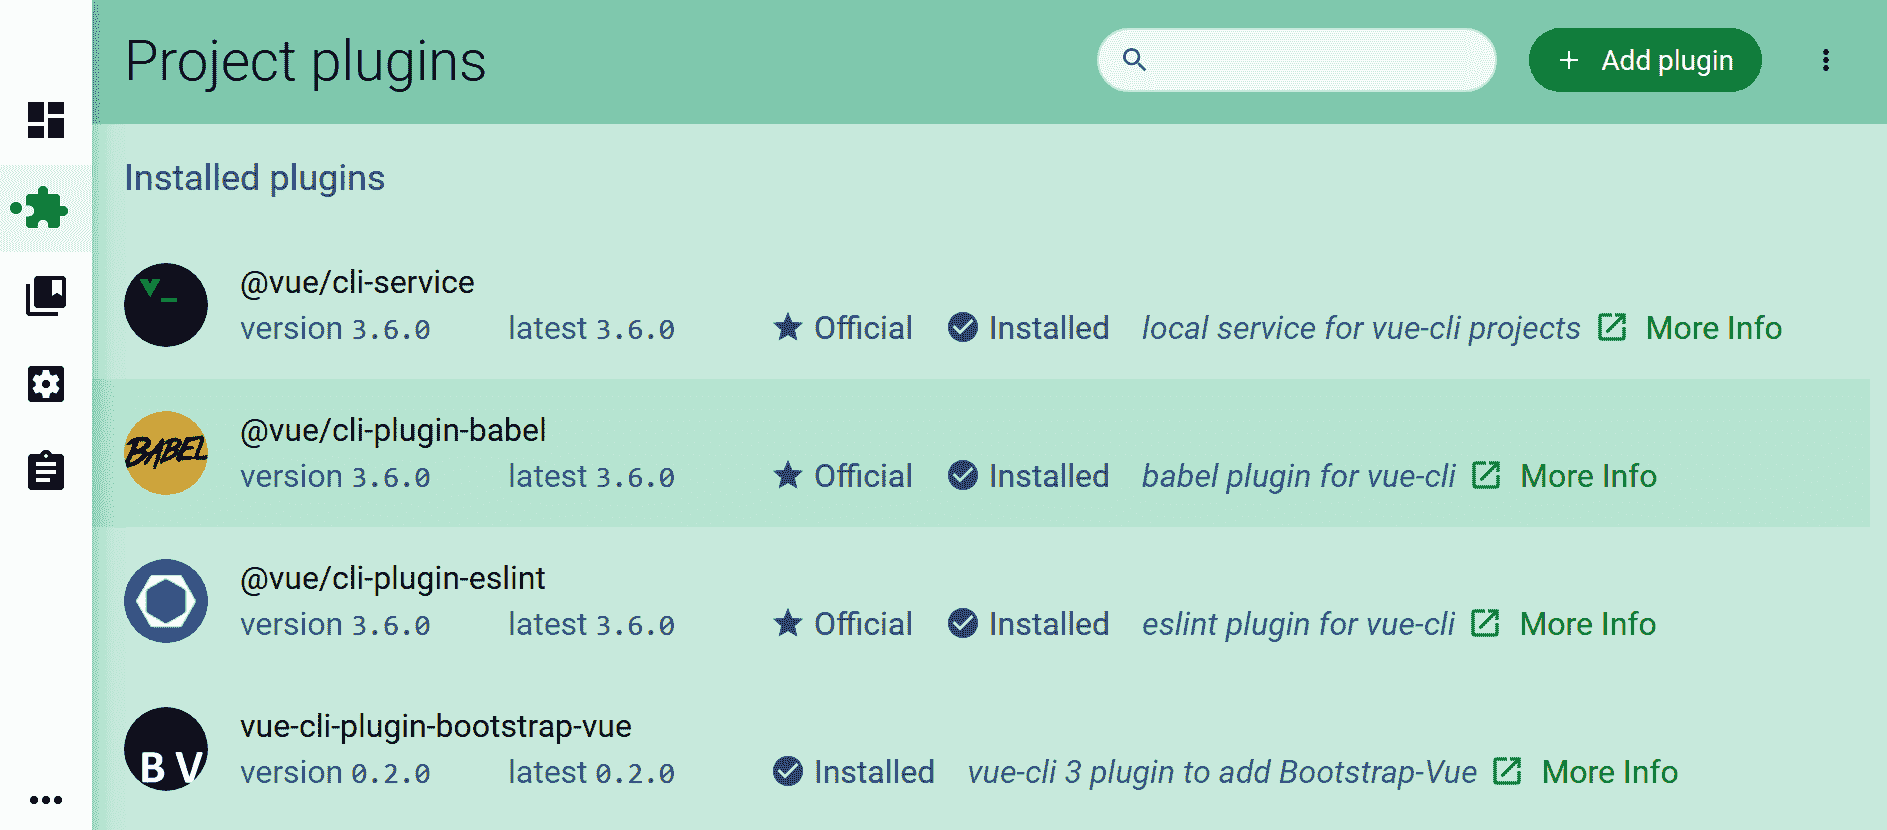 Project plugins
+ Add plugin
Installed plugins
@vue/cli-service
version 3.6.0 latest 3.6.0 Official Installed local service for vue-cli projects More Info
BABEL
@vue/cli-plugin-babel
version 3.6.0 latest 3.6.0 Official Installed babel plugin for vue-cli More Info
@vue/cli-plugin-eslint
version 3.6.0 latest 3.6.0 Official Installed eslint plugin for vue-cli More Info
B V
vue-cli-plugin-bootstrap-vue
version 0.2.0 latest 0.2.0 Installed vue-cli 3 plugin to add Bootstrap-Vue More Info